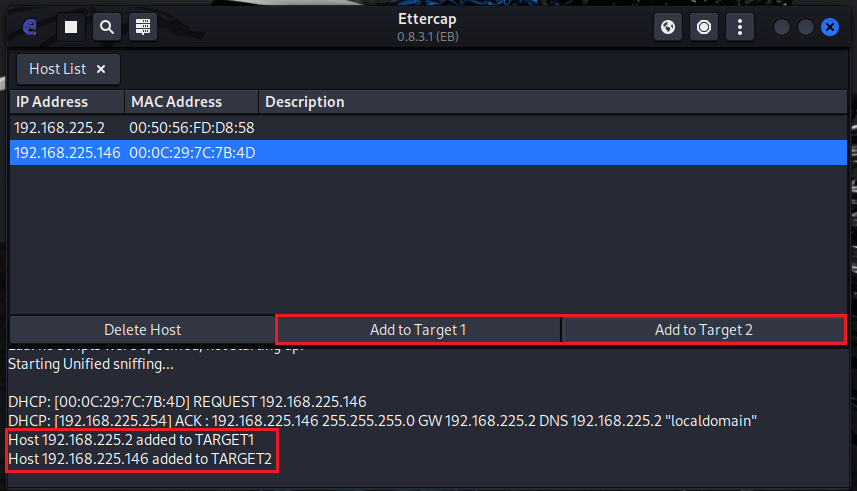 Ettercap
0.8.3.1 (EB)
Host List ×
IP Address MAC Address Description
192.168.225.2 00:50:56:FD:D8:58
192.168.225.146 00:0C:29:7C:7B:4D
Delete Host Add to Target 1 Add to Target 2
Starting Unified sniffing...
DHCP: [00:0C:29:7C:7B:4D] REQUEST 192.168.225.146
DHCP: [192.168.225.254] ACK : 192.168.225.146 255.255.255.0 GW 192.168.225.2 DNS 192.168.225.2 "localdomain"
Host 192.168.225.2 added to TARGET1
Host 192.168.225.146 added to TARGET2